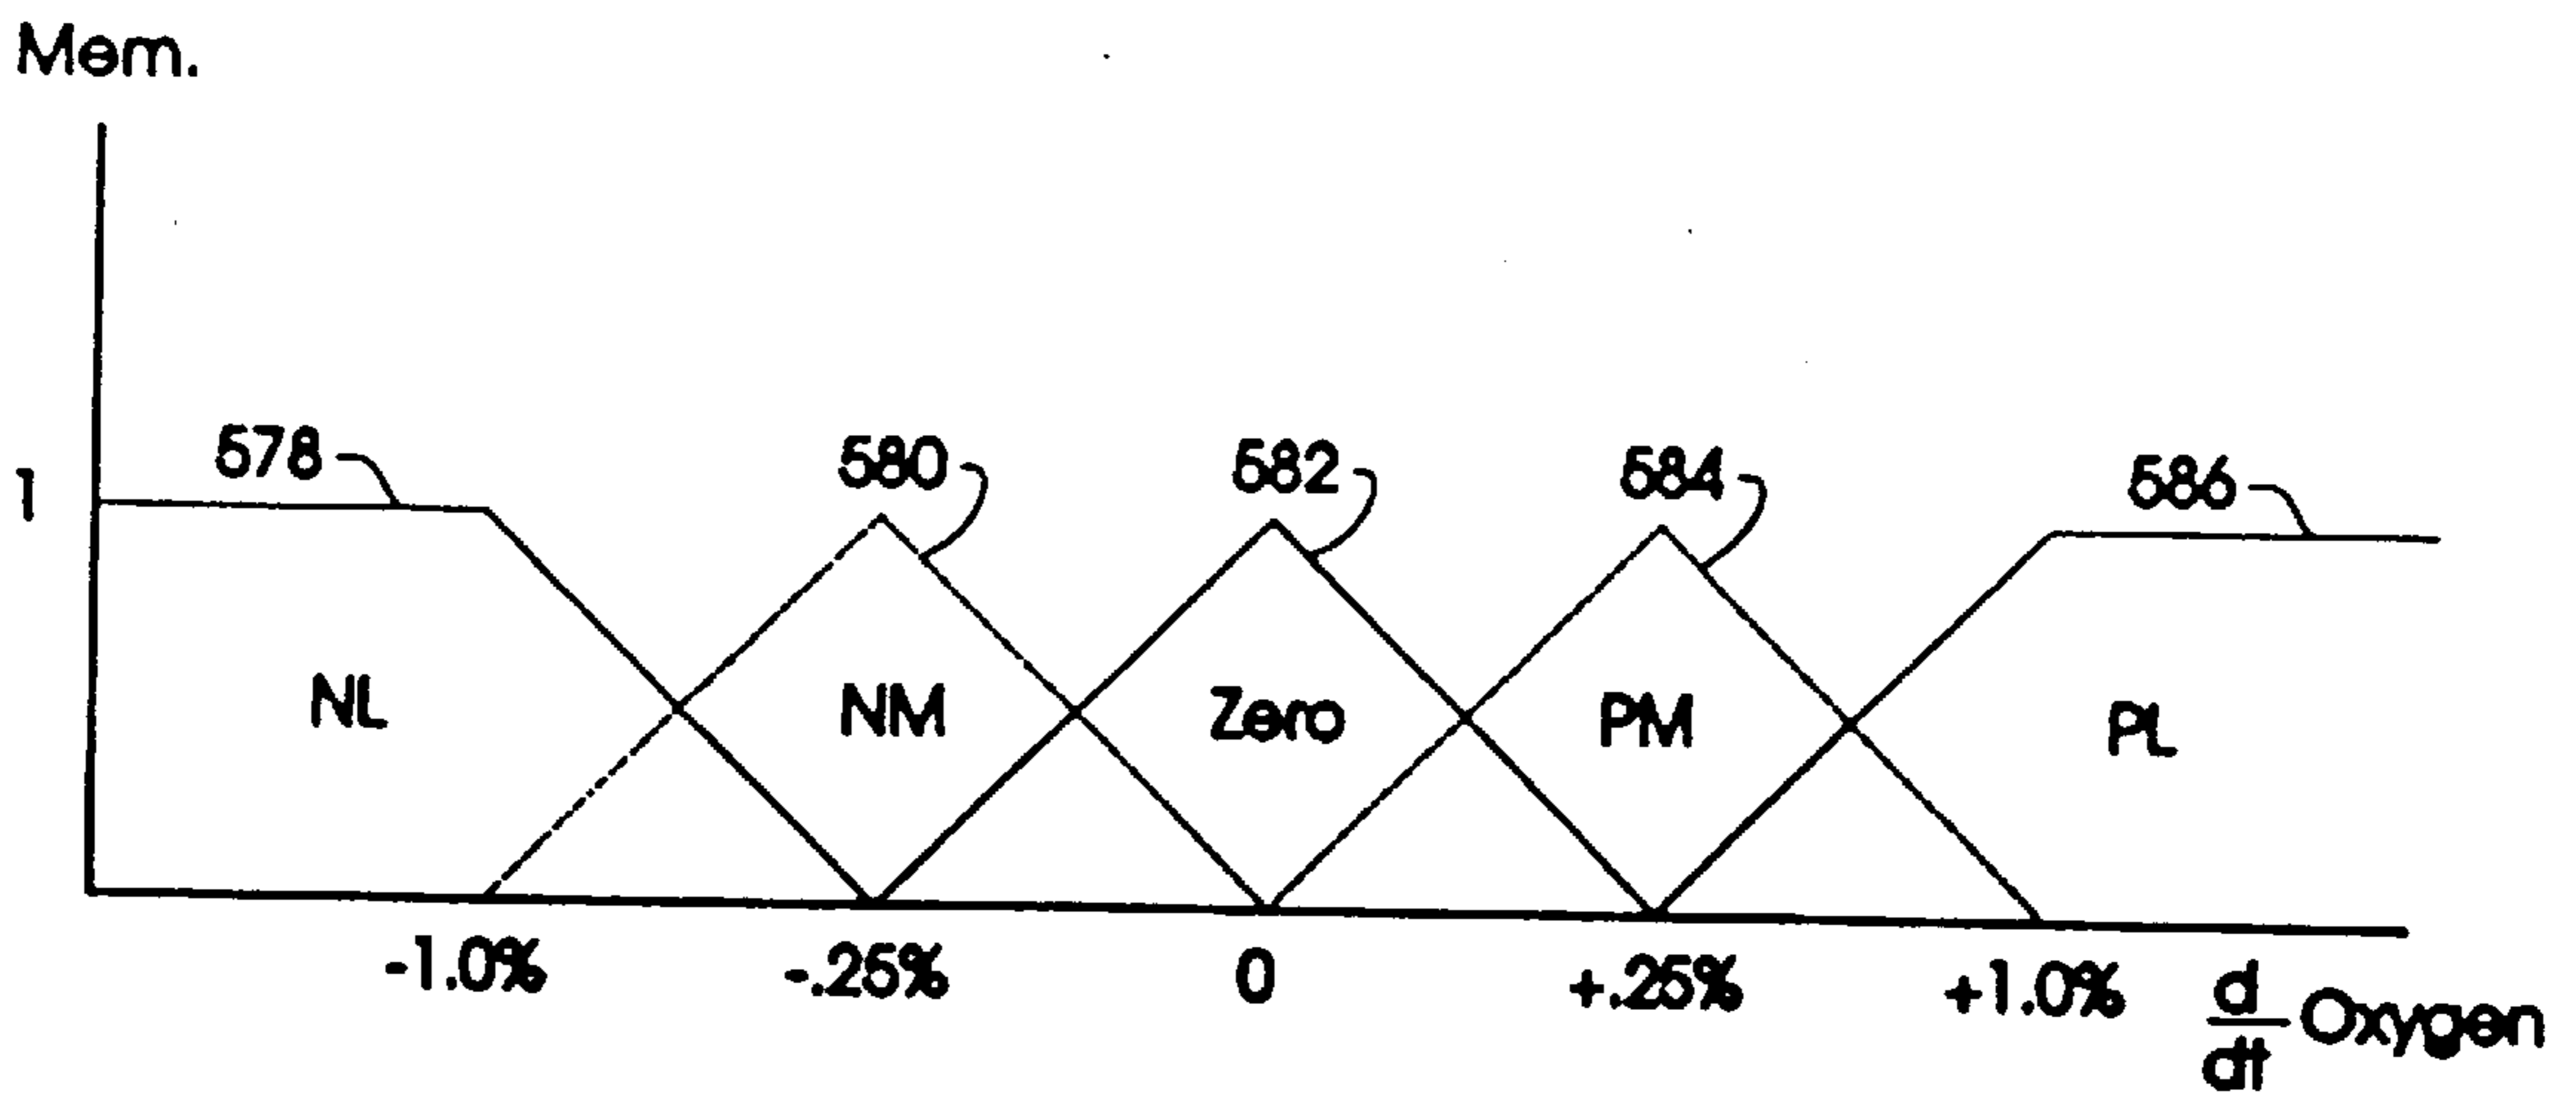 Mem.
1
578
580
582
584
586
NL
NM
Zero
PM
PL
-1.0%
-.25%
0
+.25%
+1.0%
d
dt
Oxygen